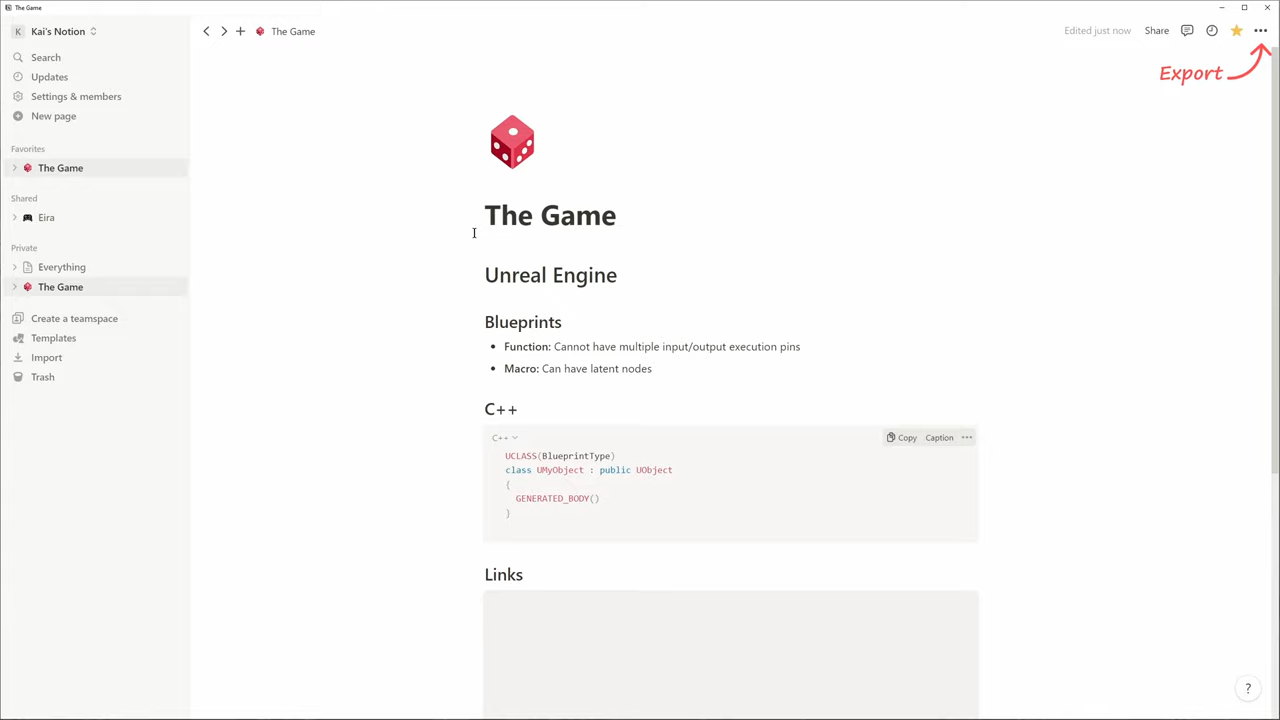 The Game
K Kai's Notion
Search
Updates
Settings & members
New page
Favorites
The Game
Shared
Eira
Private
Everything
The Game
Create a teamspace
Templates
Import
Trash
The Game
Edited just now
Share
Export
The Game
Unreal Engine
Blueprints
• Function: Cannot have multiple input/output execution pins
• Macro: Can have latent nodes
C++
C++
Copy Caption •••
UCLASS(BlueprintType)
class UMyObject : public UObject
{
GENERATED_BODY()
}
Links
?